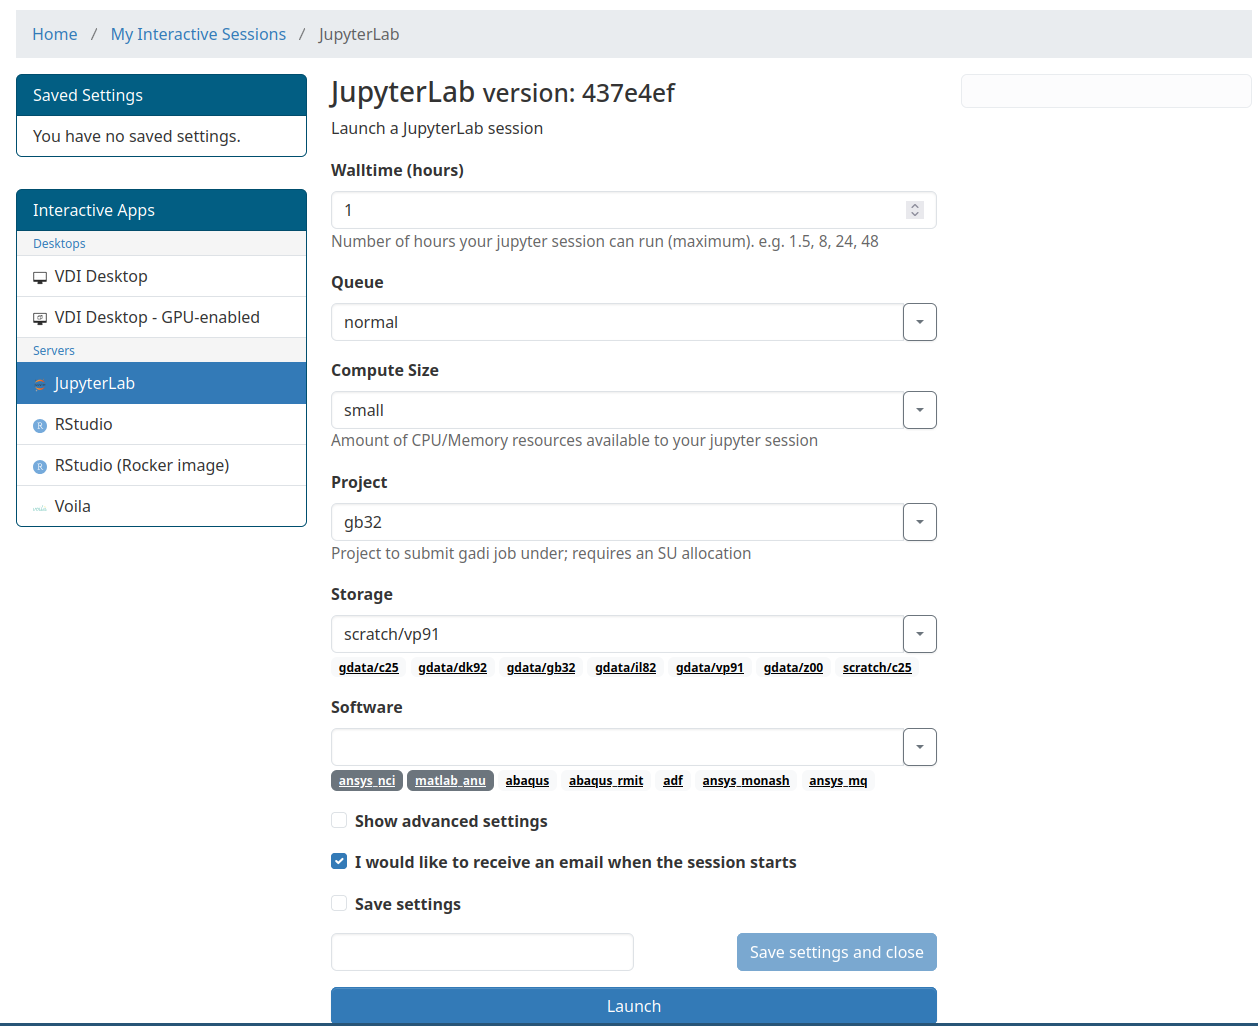 Home / My Interactive Sessions / JupyterLab
Saved Settings
You have no saved settings.
Interactive Apps
Desktops
VDI Desktop
VDI Desktop - GPU-enabled
Servers
JupyterLab
RStudio
RStudio (Rocker image)
Voila
JupyterLab version: 437e4ef
Launch a JupyterLab session
Walltime (hours)
1
Number of hours your jupyter session can run (maximum). e.g. 1.5, 8, 24, 48
Queue
normal
Compute Size
small
Amount of CPU/Memory resources available to your jupyter session
Project
gb32
Project to submit gadi job under; requires an SU allocation
Storage
scratch/vp91
gdata/c25 gdata/dk92 gdata/gb32 gdata/il82 gdata/vp91 gdata/z00 scratch/c25
Software
ansys_nci matlab_anu abaqus abaqus_rmit adf ansys_monash ansys_mq
Show advanced settings
I would like to receive an email when the session starts
Save settings
Save settings and close
Launch